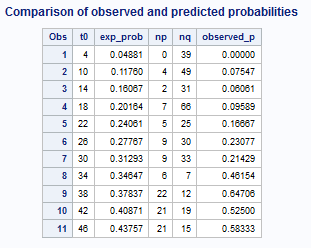 Comparison of observed and predicted probabilities
Obs t0 exp_prob np nq observed_p
1 4 0.04881 0 39 0.00000
2 10 0.11760 4 49 0.07547
3 14 0.16067 2 31 0.06061
4 18 0.20164 7 66 0.09589
5 22 0.24061 5 25 0.16667
6 26 0.27767 9 30 0.23077
7 30 0.31293 9 33 0.21429
8 34 0.34647 6 7 0.46154
9 38 0.37837 22 12 0.64706
10 42 0.40871 21 19 0.52500
11 46 0.43757 21 15 0.58333